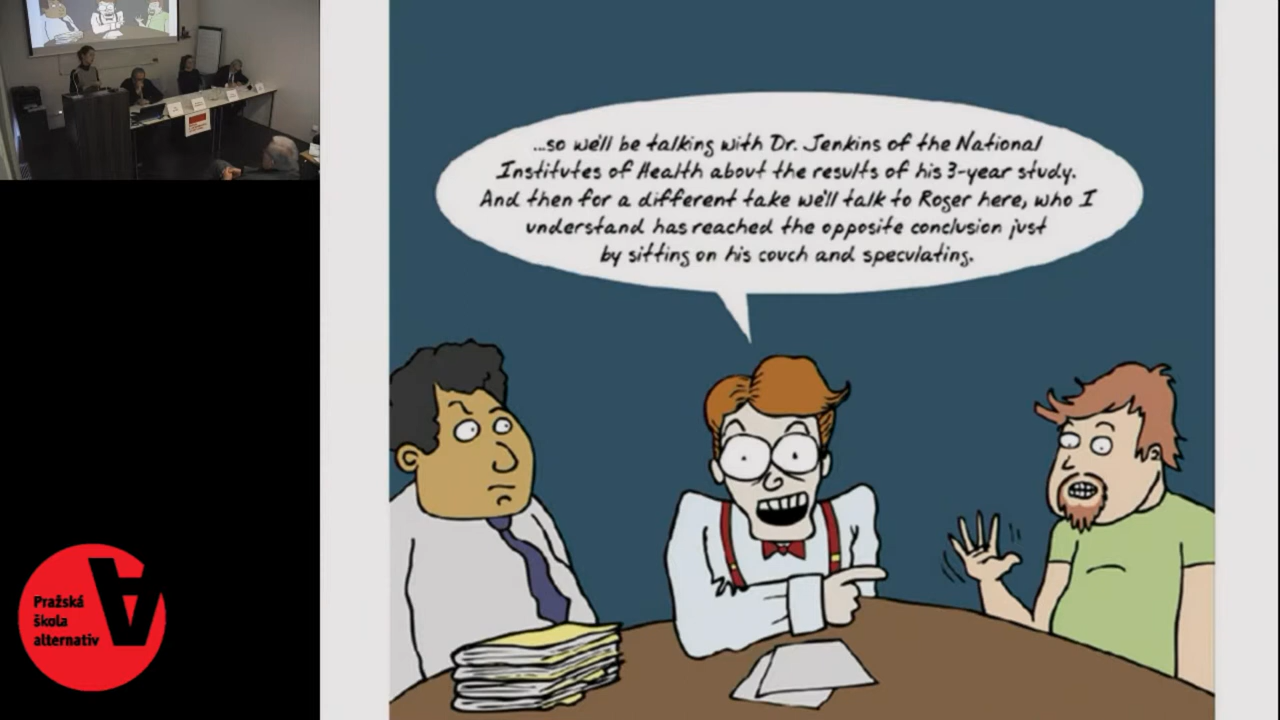 ...so we'll be talking with Dr. Jenkins of the National
Institutes of Health about the results of his 3-year study.
And then for a different take we'll talk to Roger here, who I
understand has reached the opposite conclusion just
by sitting on his couch and speculating.
Pražská
škola
alternativ